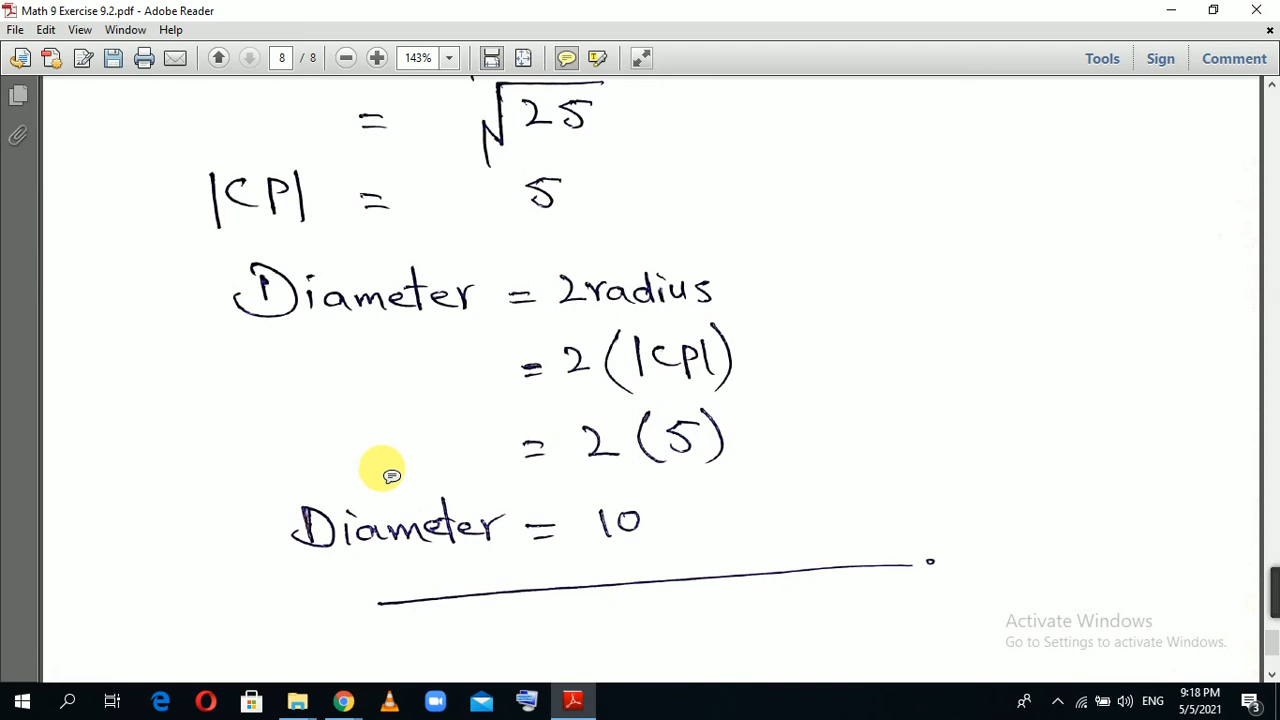 Math 9 Exercise 9.2.pdf - Adobe Reader
File Edit View Window Help
8 / 8 143% Tools Sign Comment
= √25
|CP| = 5
Diameter = 2radius
= 2(|CP|)
= 2(5)
Diameter = 10
Activate Windows
Go to Settings to activate Windows.
ENG 9:18 PM
5/5/2021
3